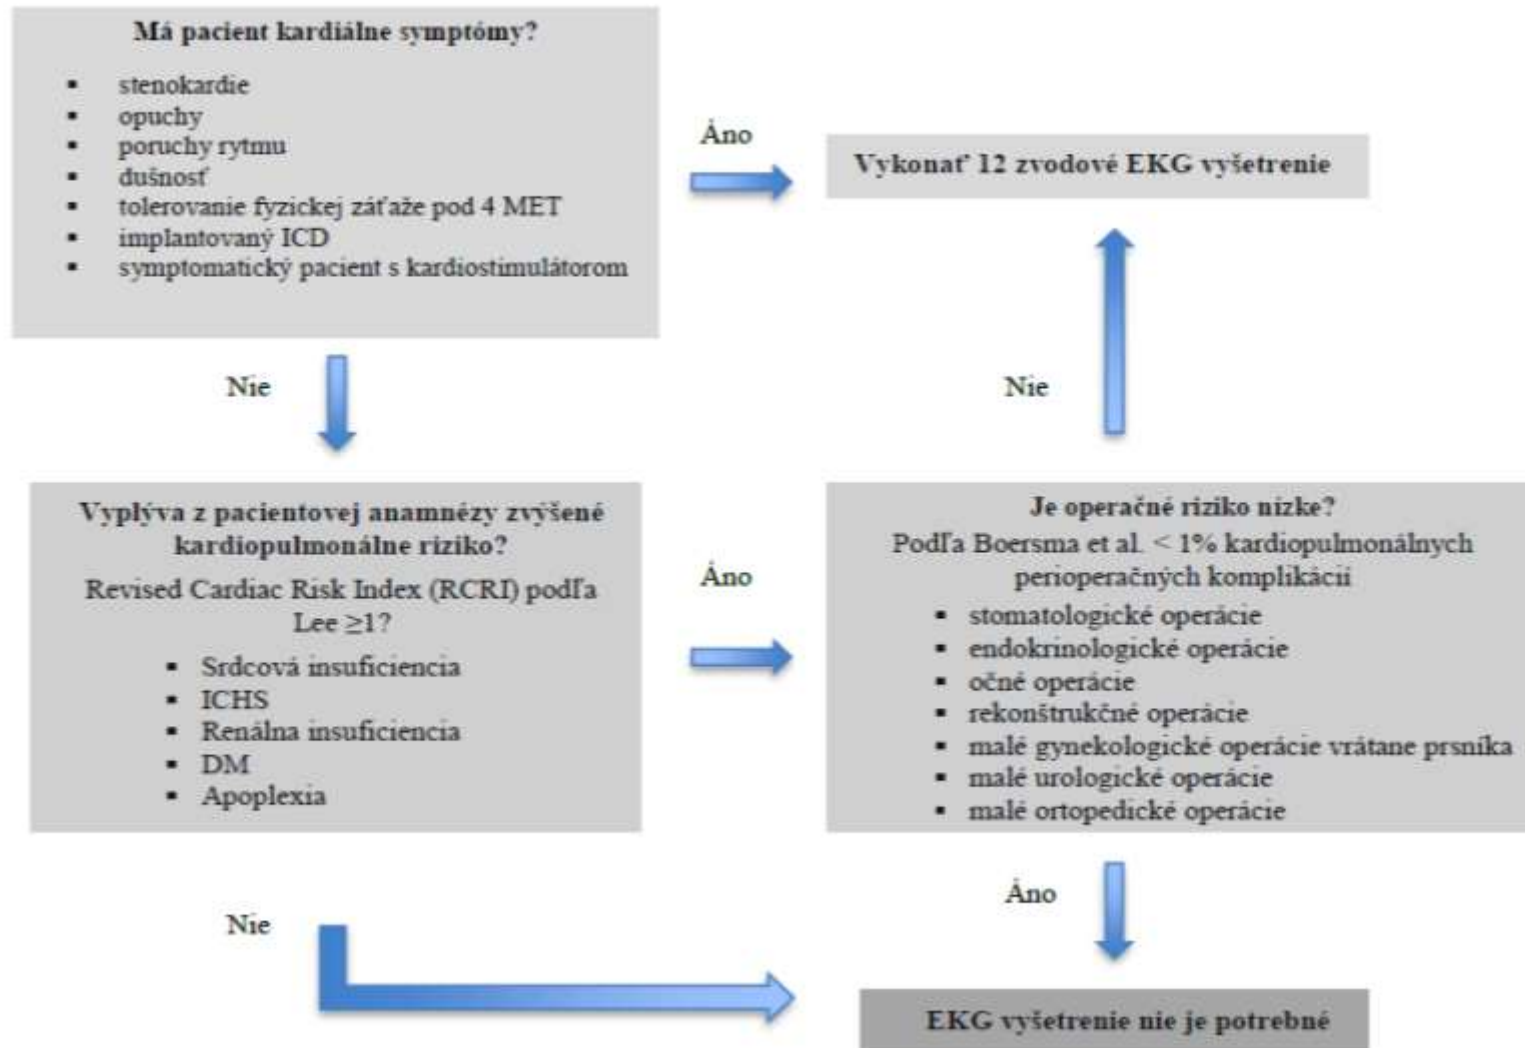 Má pacient kardiálne symptómy?
▪ stenokardie
▪ opuchy
▪ poruchy rytmu
▪ dušnosť
▪ tolerovanie fyzickej záťaže pod 4 MET
▪ implantovaný ICD
▪ symptomatický pacient s kardiostimulátorom
Áno
Vykonať 12 zvodové EKG vyšetrenie
Nie
Nie
Vyplýva z pacientovej anamnézy zvýšené
kardiopulmonálne riziko?
Revised Cardiac Risk Index (RCRI) podľa
Lee ≥1?
▪ Srdcová insuficiencia
▪ ICHS
▪ Renálna insuficiencia
▪ DM
▪ Apoplexia
Áno
Je operačné riziko nízke?
Podľa Boersma et al. < 1% kardiopulmonálnych
perioperačných komplikácií
▪ stomatologické operácie
▪ endokrinologické operácie
▪ očné operácie
▪ rekonštrukčné operácie
▪ malé gynekologické operácie vrátane prsníka
▪ malé urologické operácie
▪ malé ortopedické operácie
Nie
Áno
EKG vyšetrenie nie je potrebné